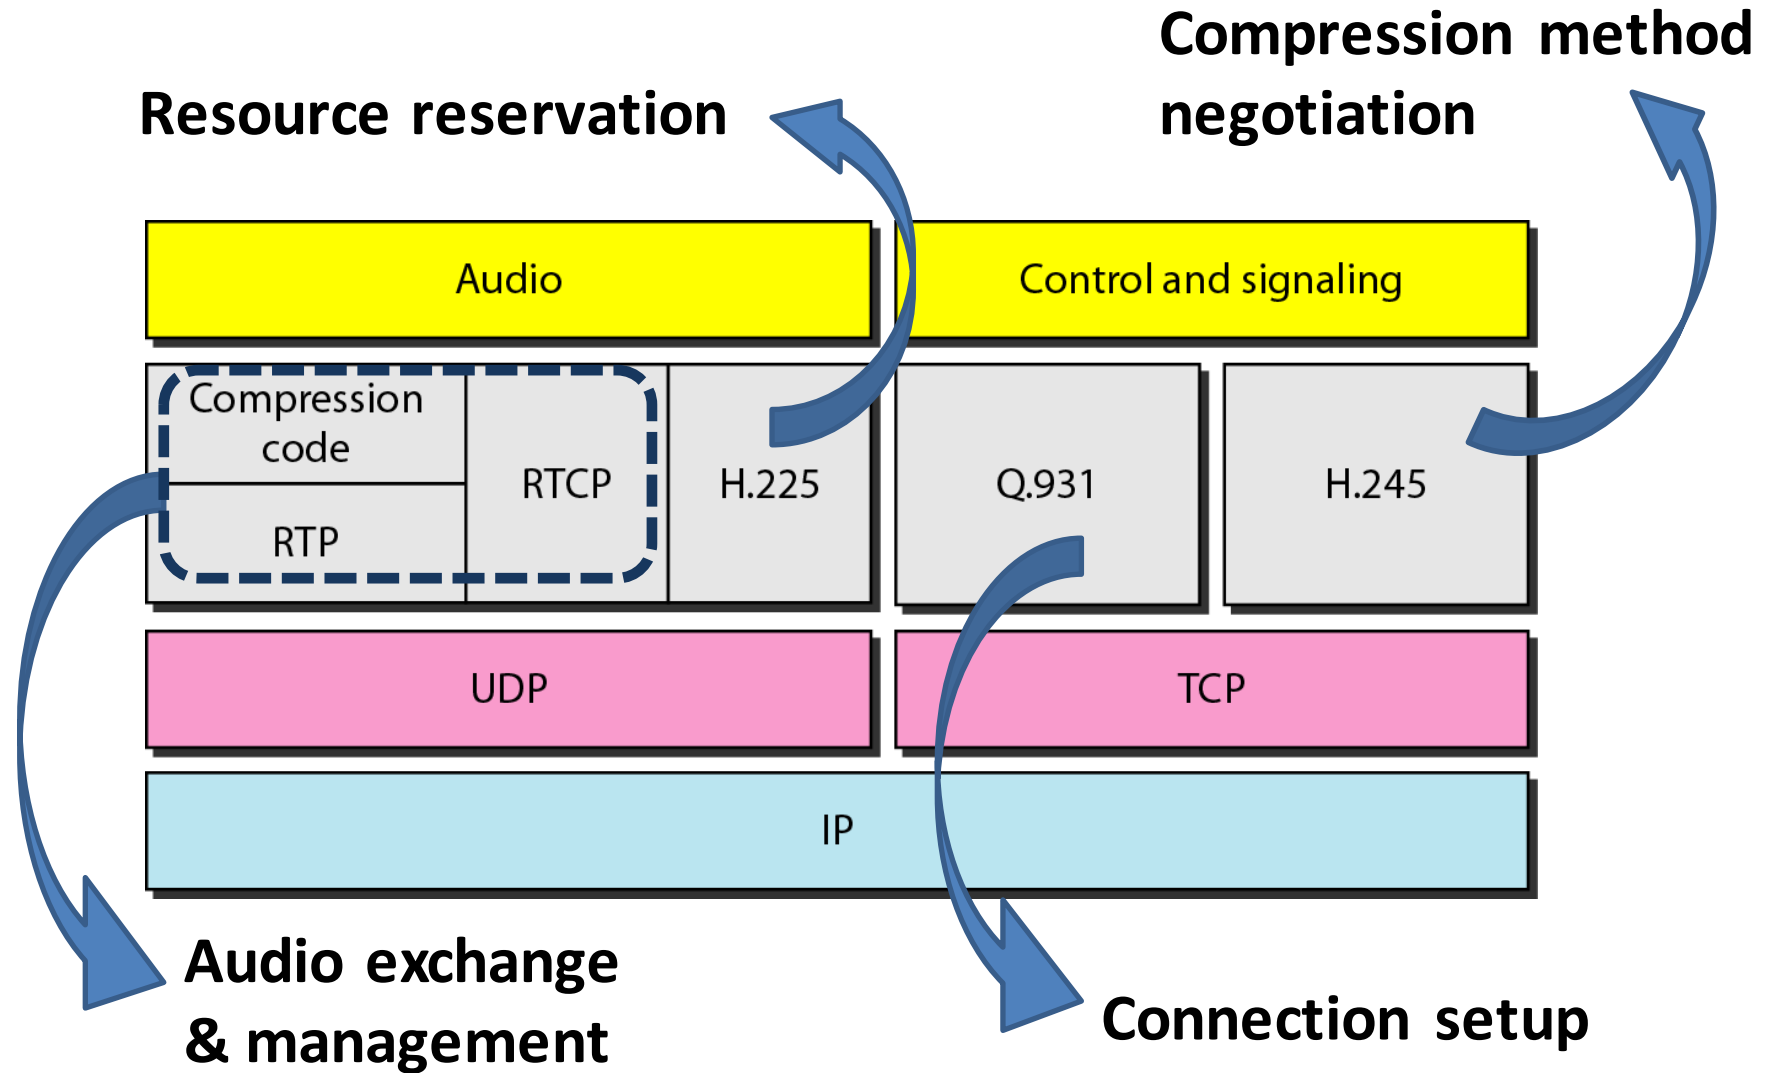 Compression method
negotiation
Resource reservation
Audio
Control and signaling
Compression
code
RTP
RTCP
H.225
Q.931
H.245
UDP
TCP
IP
Audio exchange
& management
Connection setup